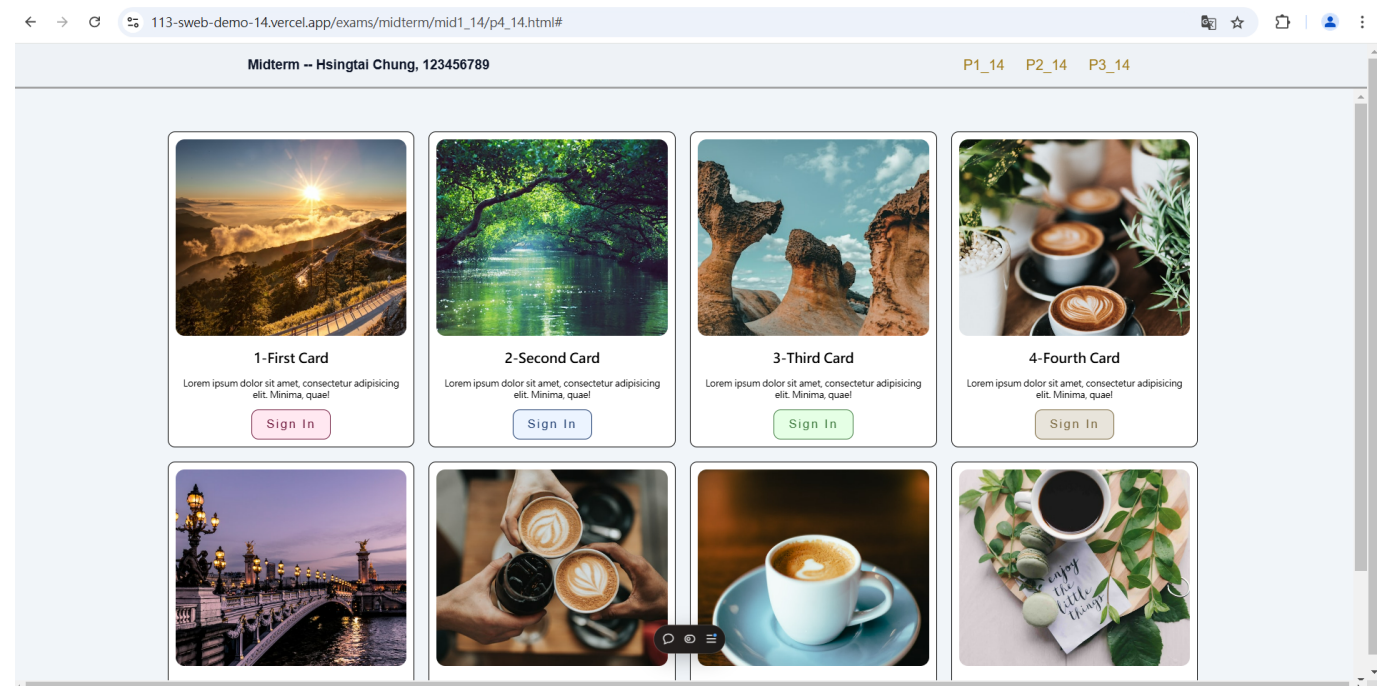 113-sweb-demo-14.vercel.app/exams/midterm/mid1_14/p4_14.html#
Midterm -- Hsingtai Chung, 123456789
P1_14 P2_14 P3_14
1-First Card
Lorem ipsum dolor sit amet, consectetur adipisicing
elit. Minima, quae!
Sign In
2-Second Card
Lorem ipsum dolor sit amet, consectetur adipisicing
elit. Minima, quae!
Sign In
3-Third Card
Lorem ipsum dolor sit amet, consectetur adipisicing
elit. Minima, quae!
Sign In
4-Fourth Card
Lorem ipsum dolor sit amet, consectetur adipisicing
elit. Minima, quae!
Sign In
enjoy
the
little
things